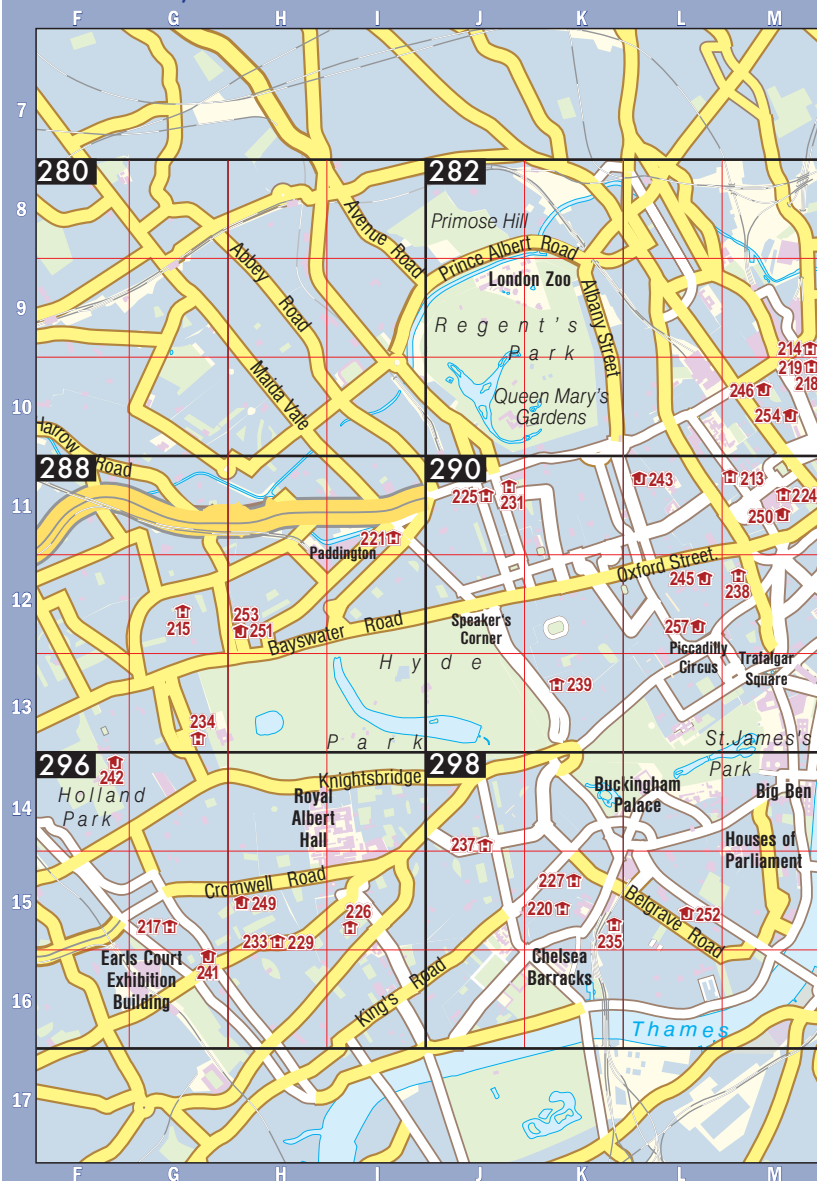 F G H I J K L M
7
280
282
8
Primose Hill
Avenue Road
Prince Albert Road
Abbey Road
London Zoo
9
Albany Street
Regent's
Park
214
219
218
Maida Vale
10
Queen Mary's
Gardens
246
254
Harrow Road
288
290
243
213
225
231
224
11
250
221
Paddington
Oxford Street.
245
238
12
215
253
251
Bayswater Road
Speaker's
Corner
257
Piccadilly
Circus
Trafalgar
Square
Hyde
239
13
234
Park
St.James's
Park
296
298
242
Knightsbridge
Holland
Park
14
Royal
Albert
Hall
Buckingham
Palace
Big Ben
237
Houses of
Parliament
Cromwell Road
227
15
249
226
220
Belgrave Road
252
217
233
229
235
Earls Court
Exhibition
Building
241
Chelsea
Barracks
16
King's Road
Thames
17
F G H I J K L M